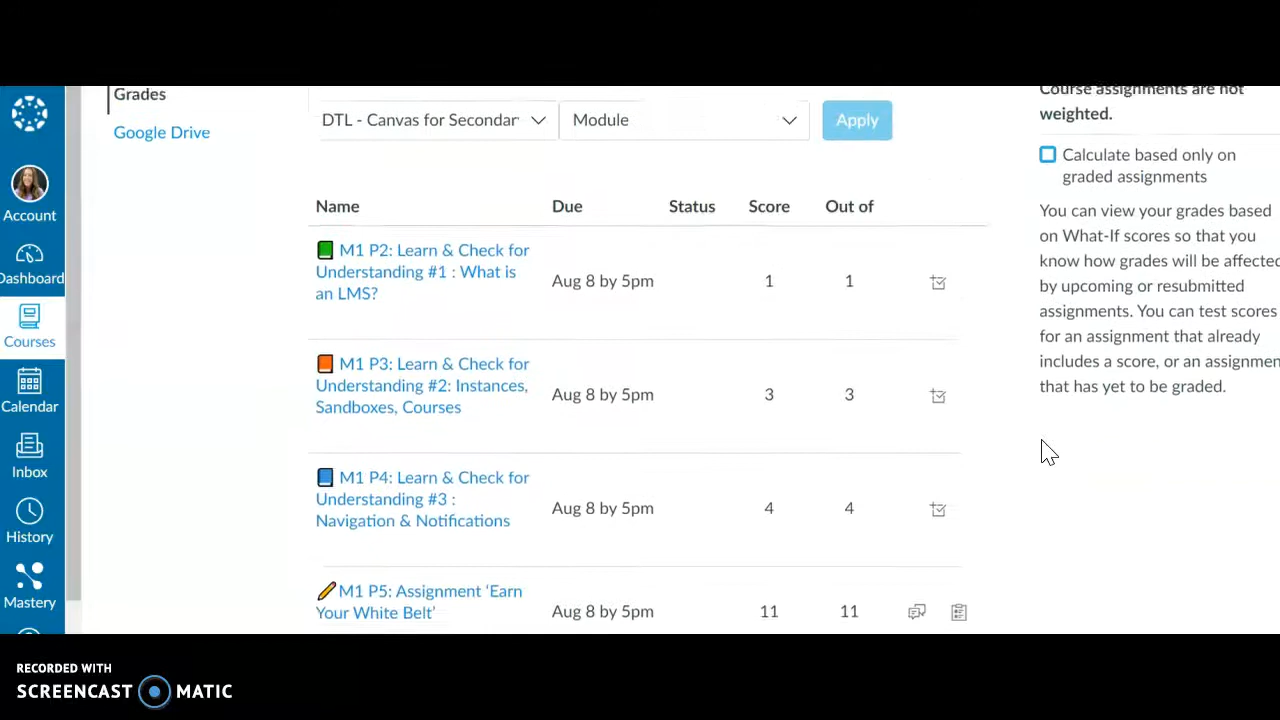 Grades
Google Drive
Account
Dashboard
Courses
Calendar
Inbox
History
Mastery
DTL - Canvas for Secondar
Module
Apply
Name Due Status Score Out of
M1 P2: Learn & Check for
Understanding #1 : What is
an LMS?
Aug 8 by 5pm 1 1
M1 P3: Learn & Check for
Understanding #2: Instances,
Sandboxes, Courses
Aug 8 by 5pm 3 3
M1 P4: Learn & Check for
Understanding #3 :
Navigation & Notifications
Aug 8 by 5pm 4 4
M1 P5: Assignment ‘Earn
Your White Belt’
Aug 8 by 5pm 11 11
Course assignments are not
weighted.
Calculate based only on
graded assignments
You can view your grades based
on What-If scores so that you
know how grades will be affected
by upcoming or resubmitted
assignments. You can test scores
for an assignment that already
includes a score, or an assignmen
that has yet to be graded.
RECORDED WITH
SCREENCAST MATIC